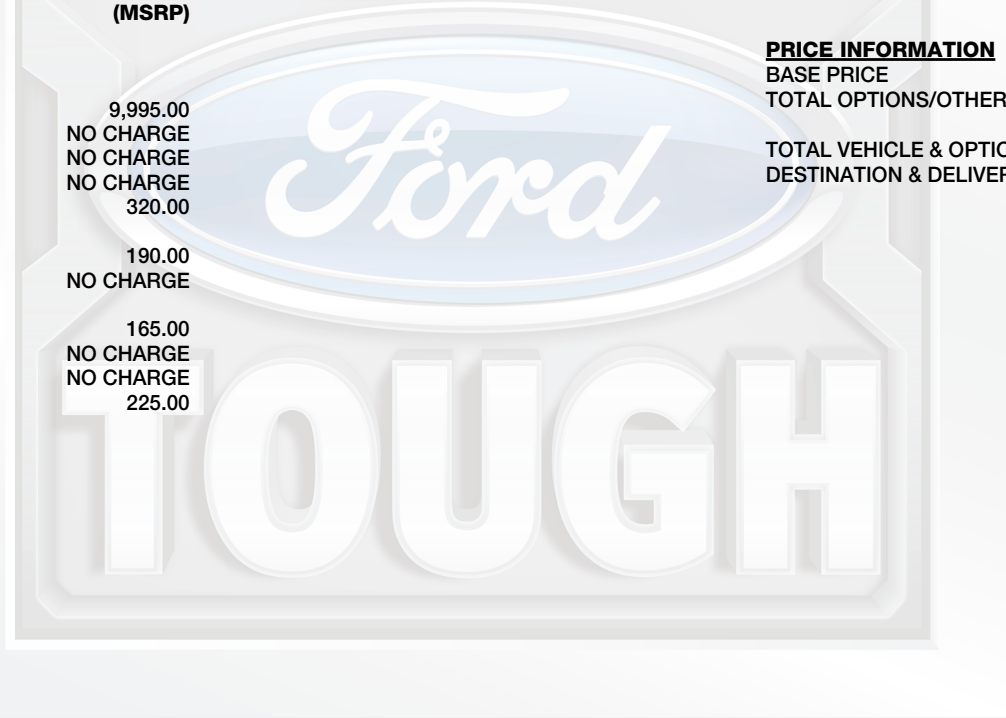 (MSRP)
9,995.00
NO CHARGE
NO CHARGE
NO CHARGE
320.00
190.00
NO CHARGE
165.00
NO CHARGE
NO CHARGE
225.00
PRICE INFORMATION
BASE PRICE
TOTAL OPTIONS/OTHER
TOTAL VEHICLE & OPTIO
DESTINATION & DELIVER
Ford
TOUGH